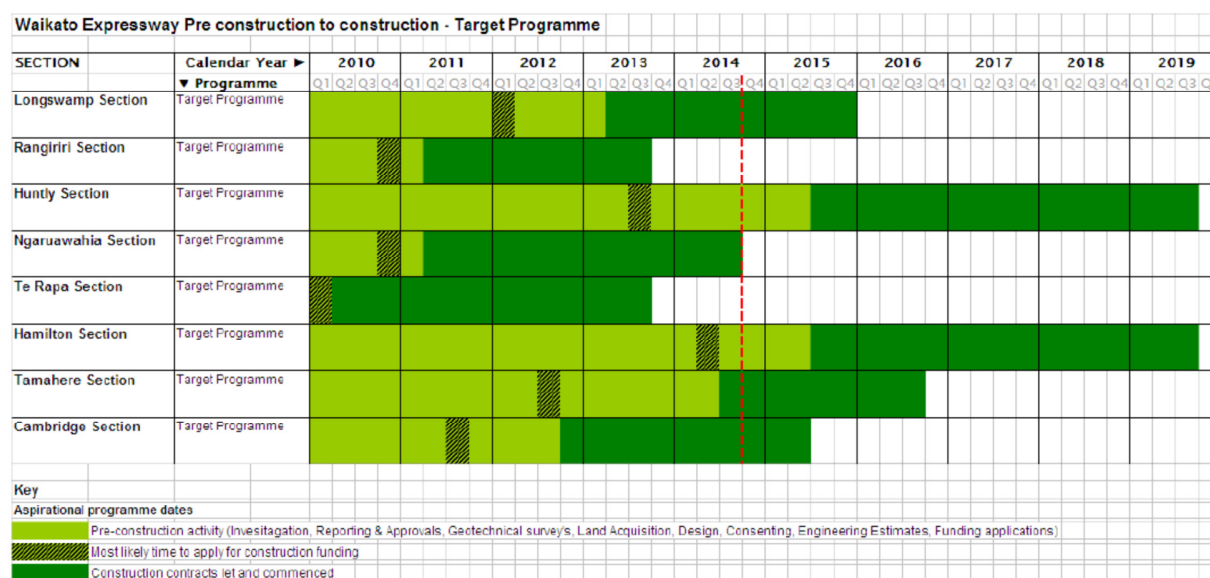 Waikato Expressway Pre construction to construction - Target Programme
SECTION Calendar Year ► 2010 2011 2012 2013 2014 2015 2016 2017 2018 2019
▼ Programme Q1 Q2 Q3 Q4 Q1 Q2 Q3 Q4 Q1 Q2 Q3 Q4 Q1 Q2 Q3 Q4 Q1 Q2 Q3 Q4 Q1 Q2 Q3 Q4 Q1 Q2 Q3 Q4 Q1 Q2 Q3 Q4 Q1 Q2 Q3 Q4 Q1 Q2 Q3
Longswamp Section Target Programme
Rangiriri Section Target Programme
Huntly Section Target Programme
Ngaruawahia Section Target Programme
Te Rapa Section Target Programme
Hamilton Section Target Programme
Tamahere Section Target Programme
Cambridge Section Target Programme
Key
Aspirational programme dates
Pre-construction activity (Invesitagation, Reporting & Approvals, Geotechnical survey's, Land Acquisition, Design, Consenting, Engineering Estimates, Funding applications)
Most likely time to apply for construction funding
Construction contracts let and commenced